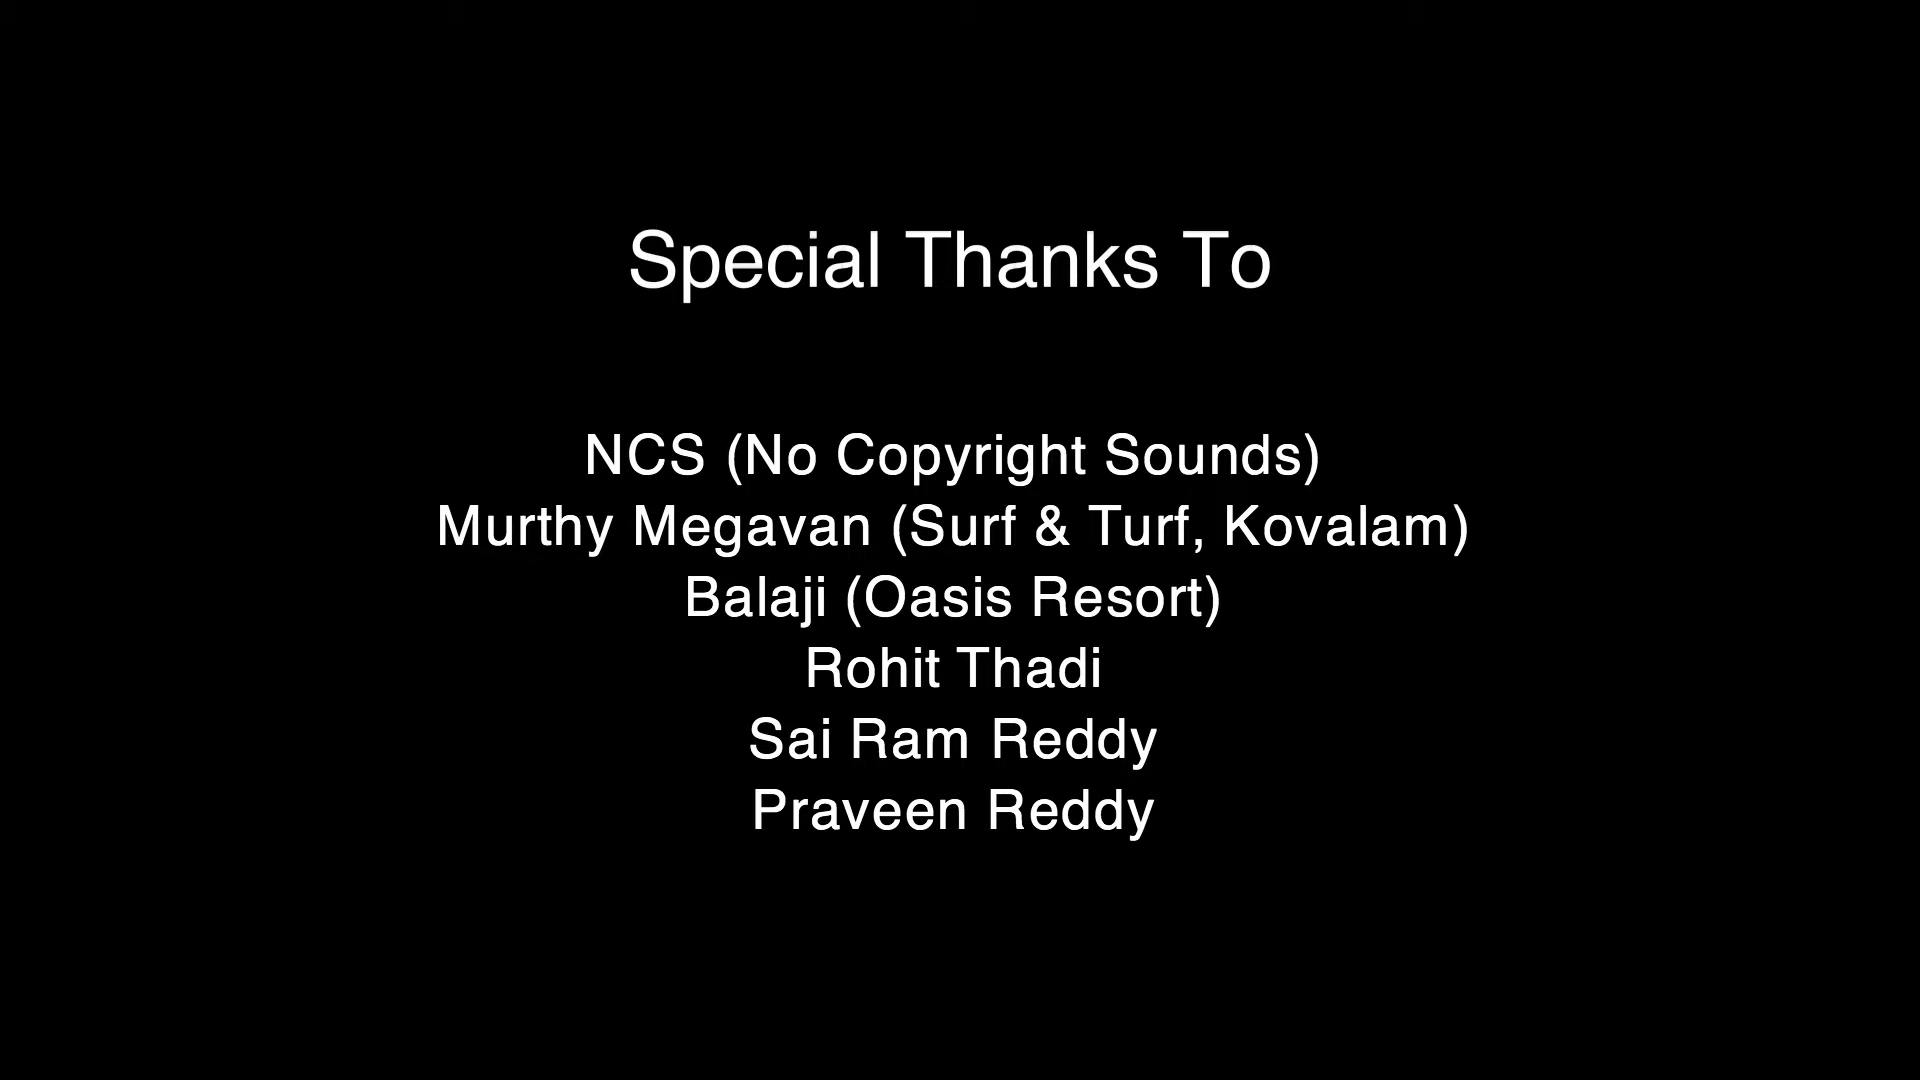 Special Thanks To
NCS (No Copyright Sounds)
Murthy Megavan (Surf & Turf, Kovalam)
Balaji (Oasis Resort)
Rohit Thadi
Sai Ram Reddy
Praveen Reddy